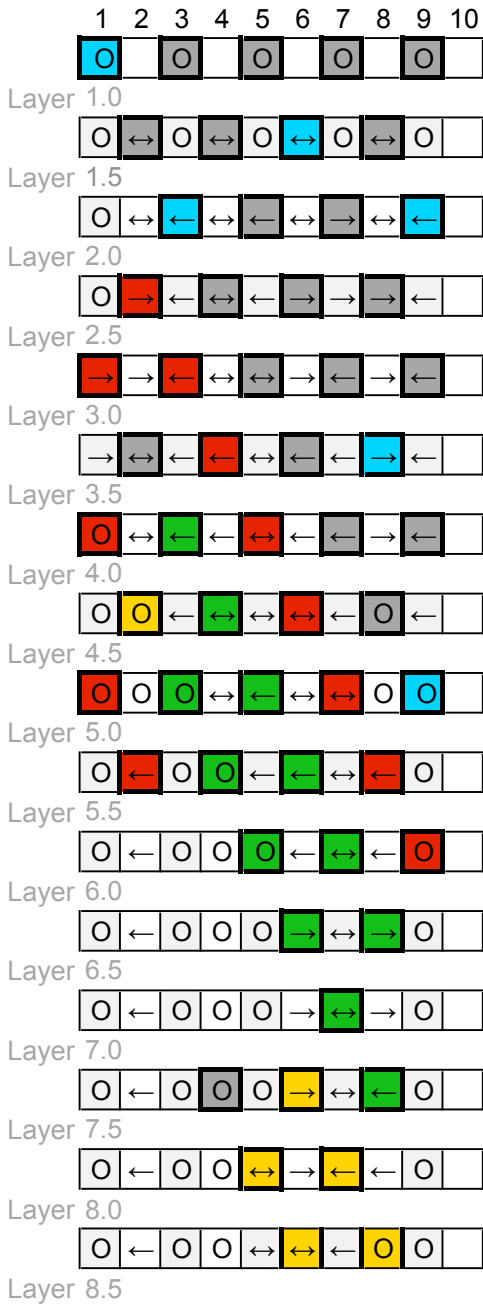 1 2 3 4 5 6 7 8 9 10
O O O O O
Layer 1.0
O ↔ O ↔ O ↔ O ↔ O
Layer 1.5
O ↔ ← ↔ ← ↔ → ↔ ←
Layer 2.0
O → ← ↔ ← → → → ←
Layer 2.5
→ → ← ↔ ↔ → ← → ←
Layer 3.0
→ ↔ ← ← ↔ ← ← → ←
Layer 3.5
O ↔ ← ← ↔ ← ← → ←
Layer 4.0
O O ← ↔ ↔ ↔ ← O ←
Layer 4.5
O O O ↔ ← ↔ ↔ O O
Layer 5.0
O ← O O ← ← ↔ ← O
Layer 5.5
O ← O O O ← ↔ ← O
Layer 6.0
O ← O O O → ↔ → O
Layer 6.5
O ← O O O → ↔ → O
Layer 7.0
O ← O O O → ↔ ← O
Layer 7.5
O ← O O ↔ → ← ← O
Layer 8.0
O ← O O ↔ ↔ ← O O
Layer 8.5